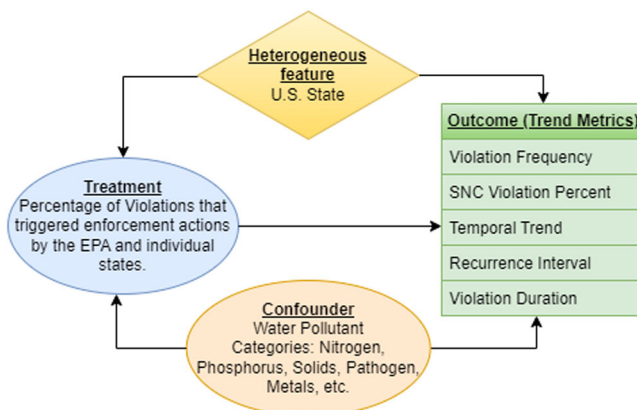 Heterogeneous
feature
U.S. State
Outcome (Trend Metrics)
Violation Frequency
SNC Violation Percent
Temporal Trend
Recurrence Interval
Violation Duration
Treatment
Percentage of Violations that
triggered enforcement actions
by the EPA and individual
states.
Confounder
Water Pollutant
Categories: Nitrogen,
Phosphorus, Solids, Pathogen,
Metals, etc.